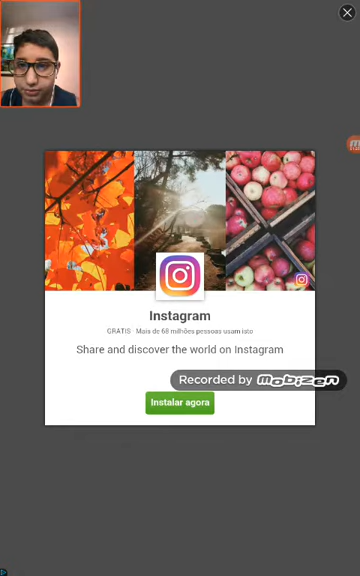 Instagram
GRATIS · Mais de 68 milhões pessoas usam isto
Share and discover the world on Instagram
Recorded by mobizen
Instalar agora